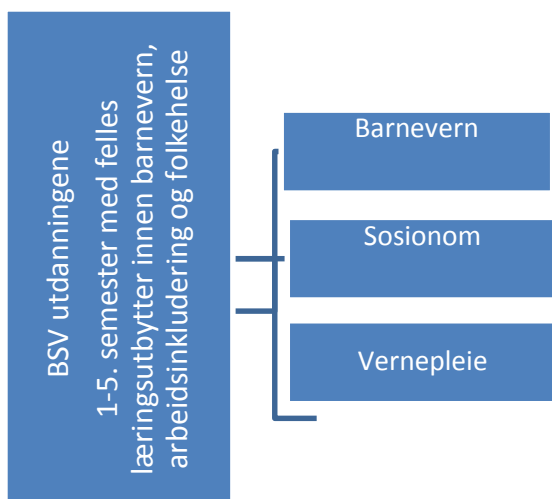 BSV utdanningene
1-5. semester med felles
læringsutbytter innen barnevern,
arbeidsinkludering og folkehelse
Barnevern
Sosionom
Vernepleie